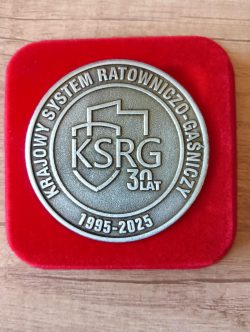 KRAJOWY SYSTEM RATOWNICZO-GAŚNICZY
KSRG
30 LAT
1995-2025